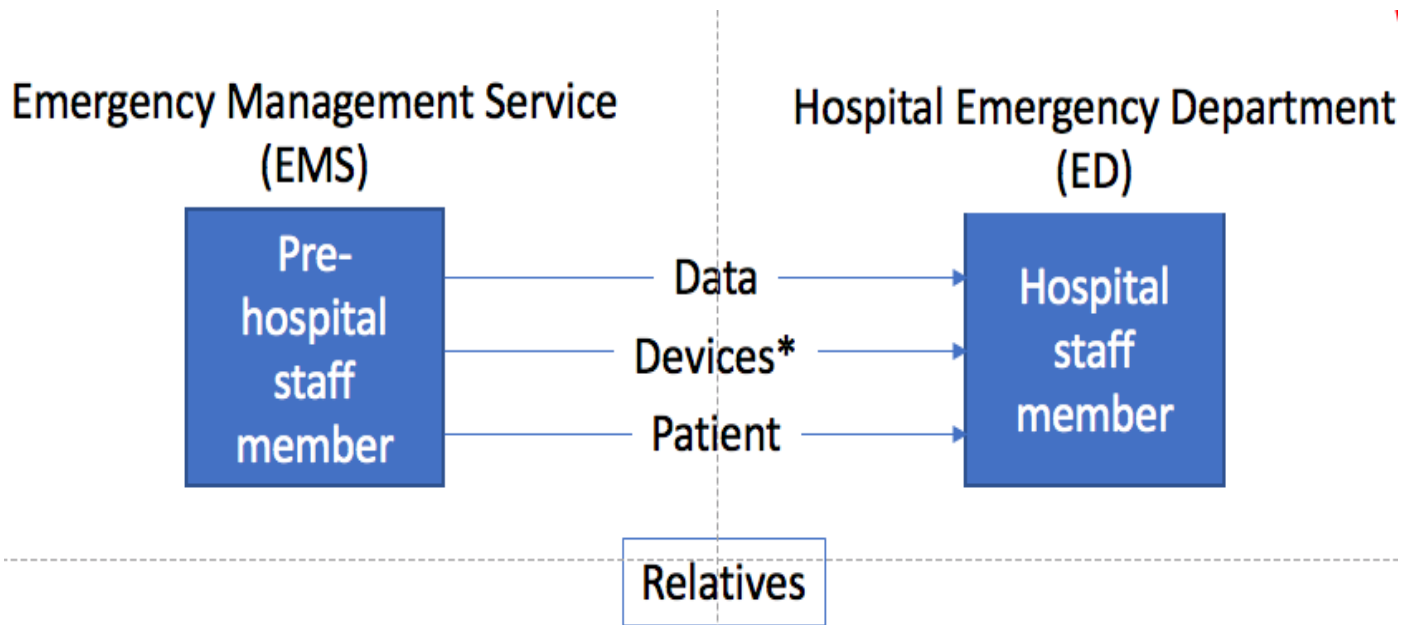 Emergency Management Service
(EMS)
Hospital Emergency Department
(ED)
Pre-
hospital
staff
member
Data
Devices*
Patient
Hospital
staff
member
Relatives